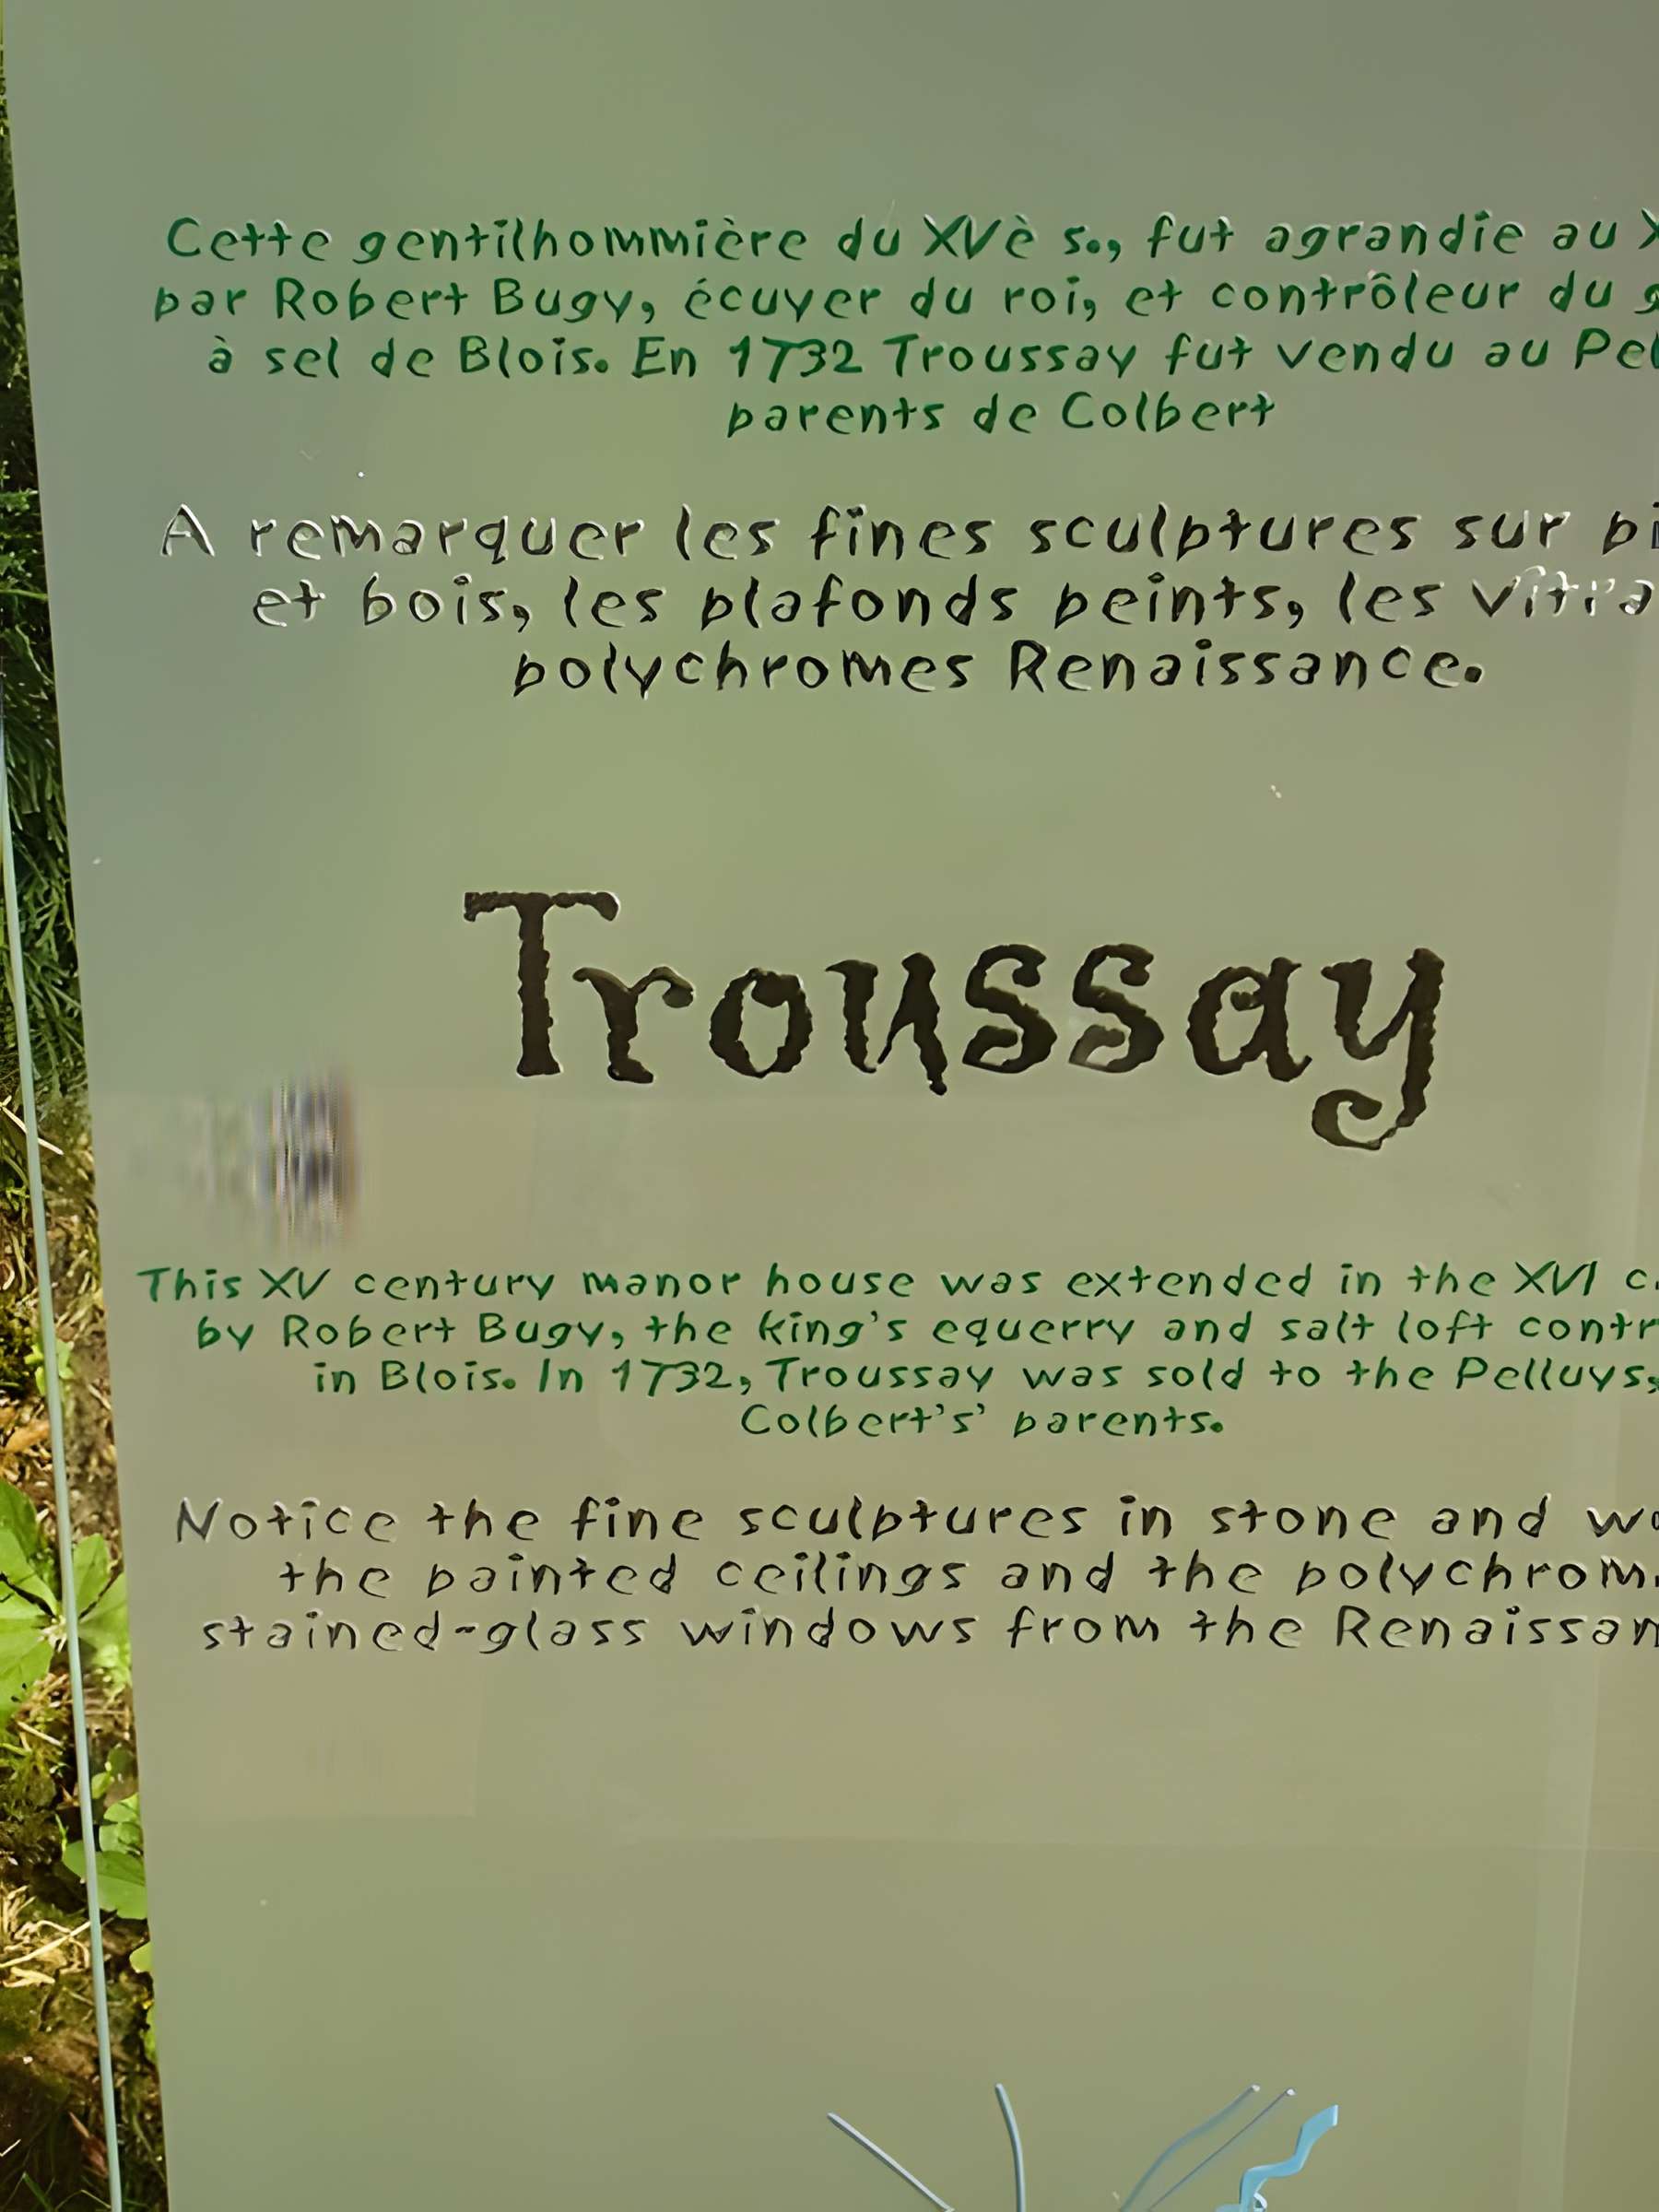 Cette gentilhommière du XVè s., fut agrandie au
par Robert Bugy, écuyer du roi, et contrôleur du
à sel de Blois. En 1732 Troussay fut vendu au
parents de Colbert
A remarquer les fines sculptures sur
et bois, les plafonds peints, les
polychromes Renaissance.
Troussay
This XV century manor house was extended in the XVI
by Robert Bugy, the king's equerry and salt loft
in Blois. In 1732, Troussay was sold to the Pelluys,
Colbert's' parents.
Notice the fine sculptures in stone and
the painted ceilings and the
stained-glass windows from the